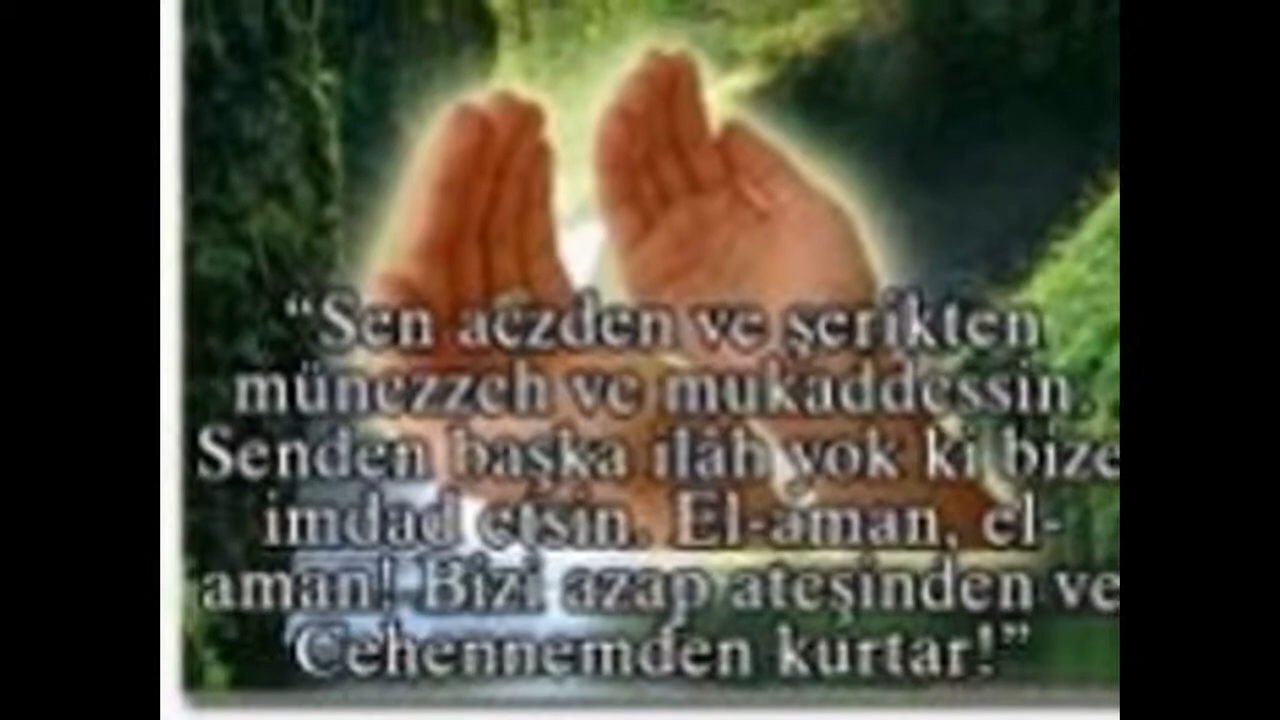 “Sen aczden ve şerikten
münezzeh ve mukaddessin.
Senden başka ilâh yok ki bize
imdad etsin. El-aman, el-
aman! Bizi azap ateşinden ve
Cehennemden kurtar!”